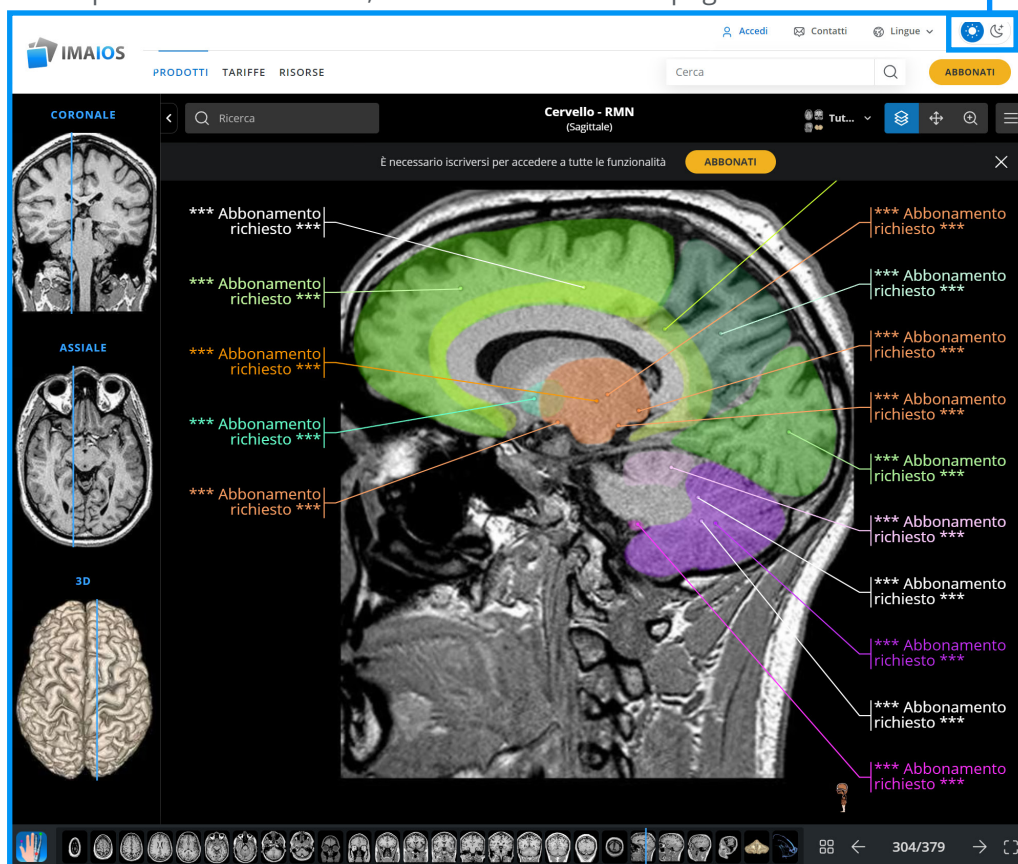 IMAIOS
Accedi
Contatti
Lingue
PRODOTTI TARIFFE RISORSE
Cerca
ABBONATI
CORONALE
Ricerca
Cervello - RMN
(Sagittale)
Tut...
È necessario iscriversi per accedere a tutte le funzionalità
ABBONATI
*** Abbonamento
richiesto ***
*** Abbonamento
richiesto ***
*** Abbonamento
richiesto ***
*** Abbonamento
richiesto ***
*** Abbonamento
richiesto ***
*** Abbonamento
richiesto ***
*** Abbonamento
richiesto ***
*** Abbonamento
richiesto ***
*** Abbonamento
richiesto ***
*** Abbonamento
richiesto ***
*** Abbonamento
richiesto ***
*** Abbonamento
richiesto ***
*** Abbonamento
richiesto ***
*** Abbonamento
richiesto ***
*** Abbonamento
richiesto ***
ASSIALE
3D
304/379